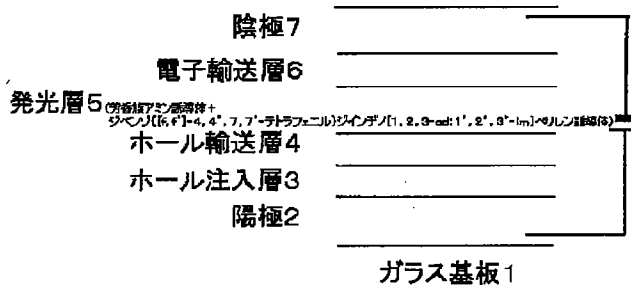 陰極7
電子輸送層6
発光層5(芳香族アミン誘導体+
ジベンゾ{[f,f']-4,4',7,7'-テトラフェニル}ジインデノ[1,2,3-cd:1',2',3'-lm]ペリレン誘導体)
ホール輸送層4
ホール注入層3
陽極2
ガラス基板1